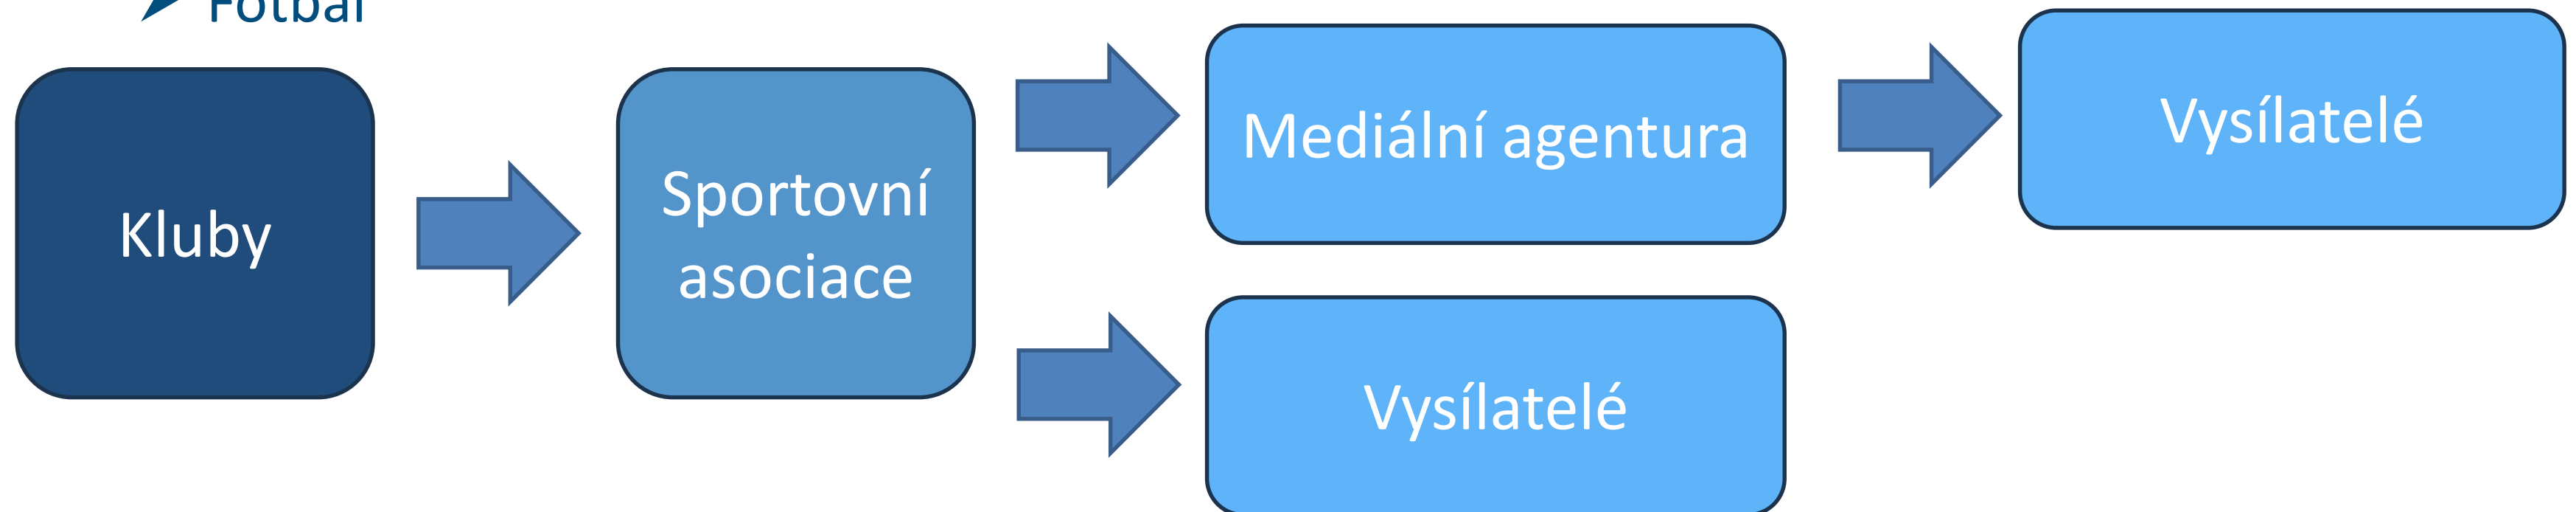 Fotbal
Kluby
Sportovní
asociace
Mediální agentura
Vysílatelé
Vysílatelé